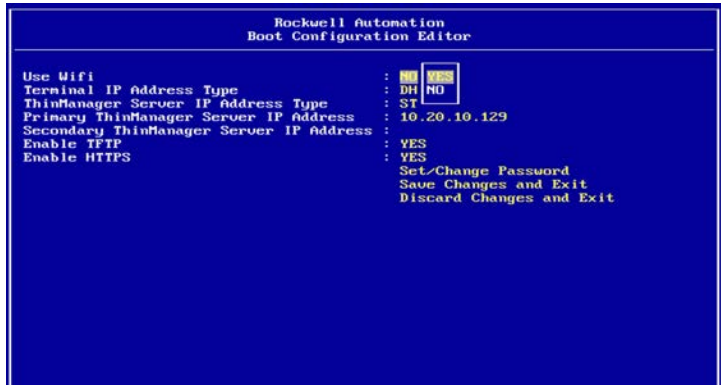 Rockwell Automation
Boot Configuration Editor
Use Wifi : NO YES
Terminal IP Address Type : DH NO
ThinManager Server IP Address Type : ST
Primary ThinManager Server IP Address : 10.20.10.129
Secondary ThinManager Server IP Address :
Enable TFTP : YES
Enable HTTPS : YES
Set/Change Password
Save Changes and Exit
Discard Changes and Exit